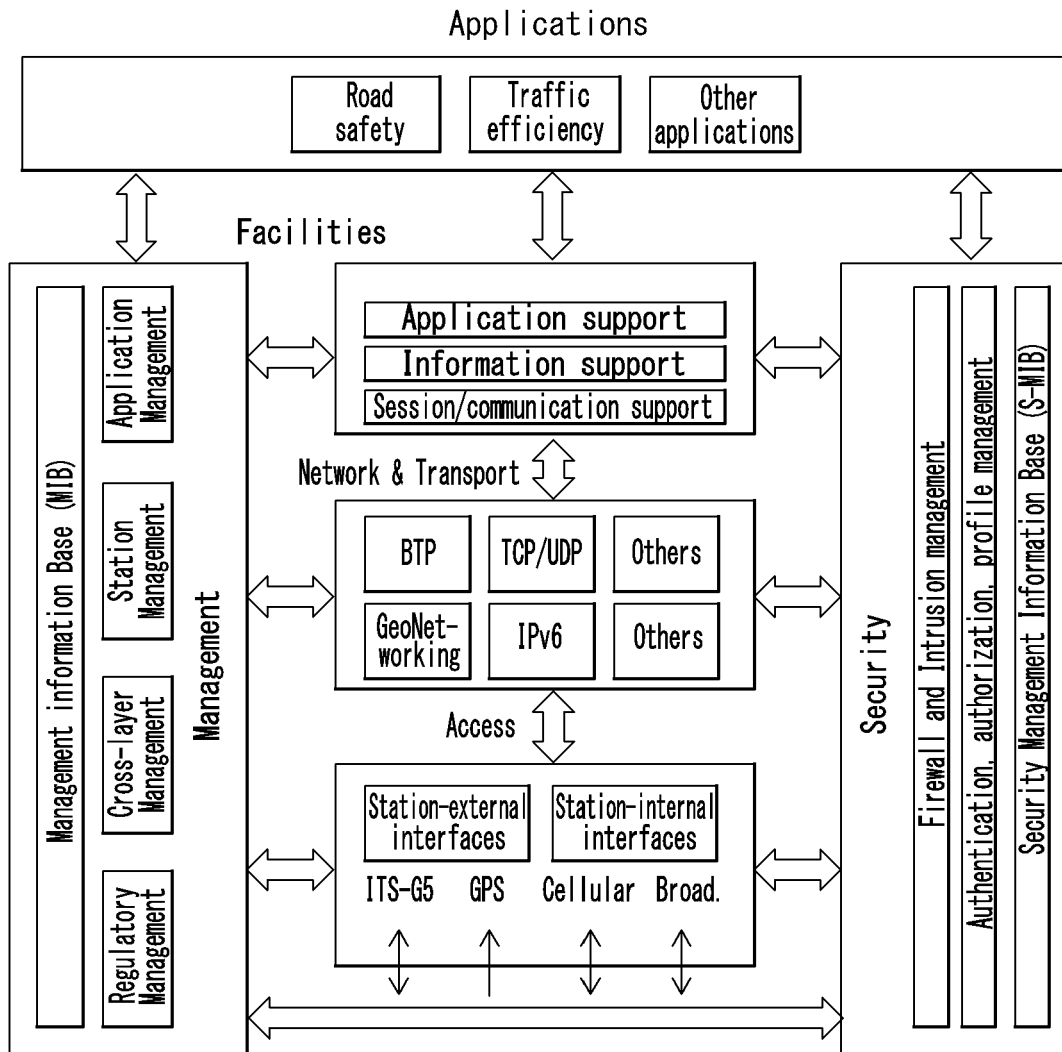 Applications
Road
safety
Traffic
efficiency
Other
applications
Facilities
Application support
Information support
Session/communication support
Network & Transport
BTP
TCP/UDP
Others
GeoNet-
working
IPv6
Others
Access
Station-external
interfaces
Station-internal
interfaces
ITS-G5
GPS
Cellular
Broad.
Management information Base (MIB)
Application
Management
Station
Management
Cross-layer
Management
Regulatory
Management
Management
Security
Firewall and Intrusion management
Authentication, authorization, profile management
Security Management Information Base (S-MIB)